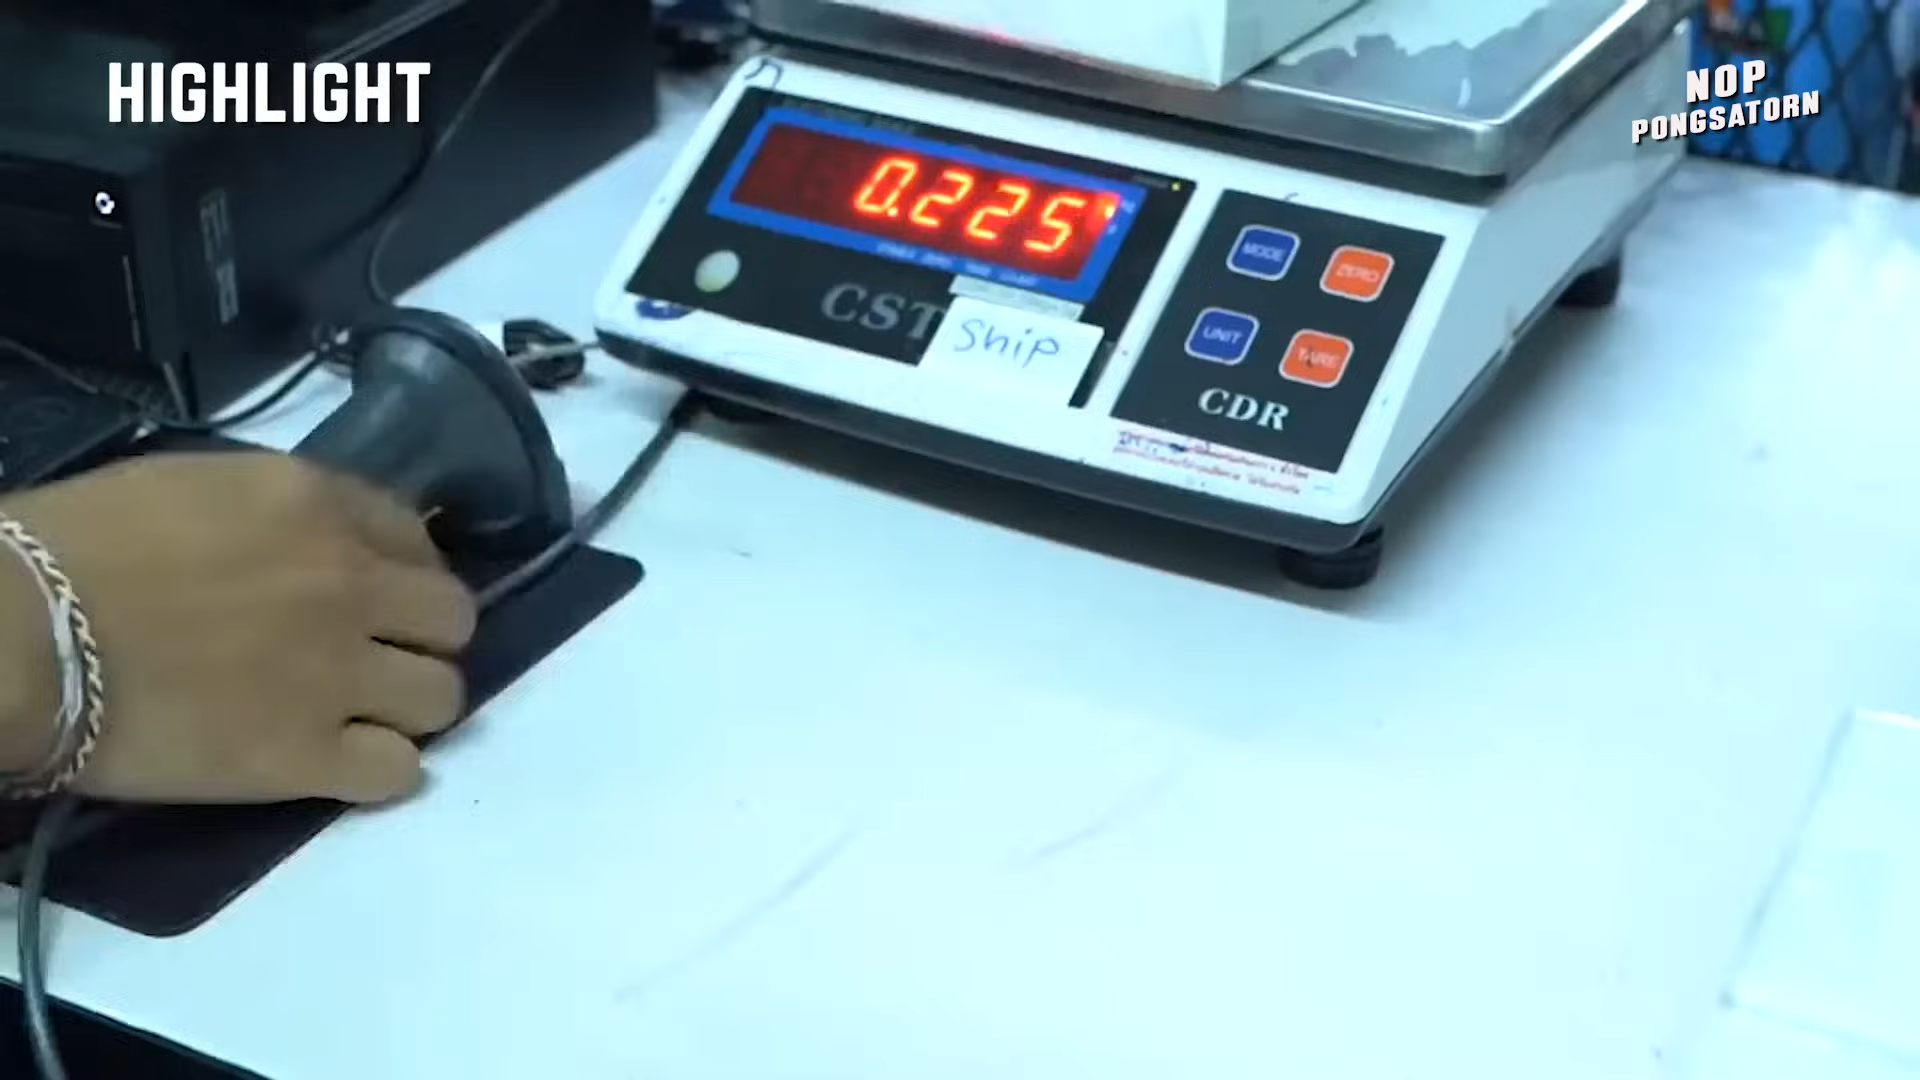 HIGHLIGHT
NOP
PONGSATORN
0.225
MODE
ZERO
CST
Ship
UNIT
TARE
CDR